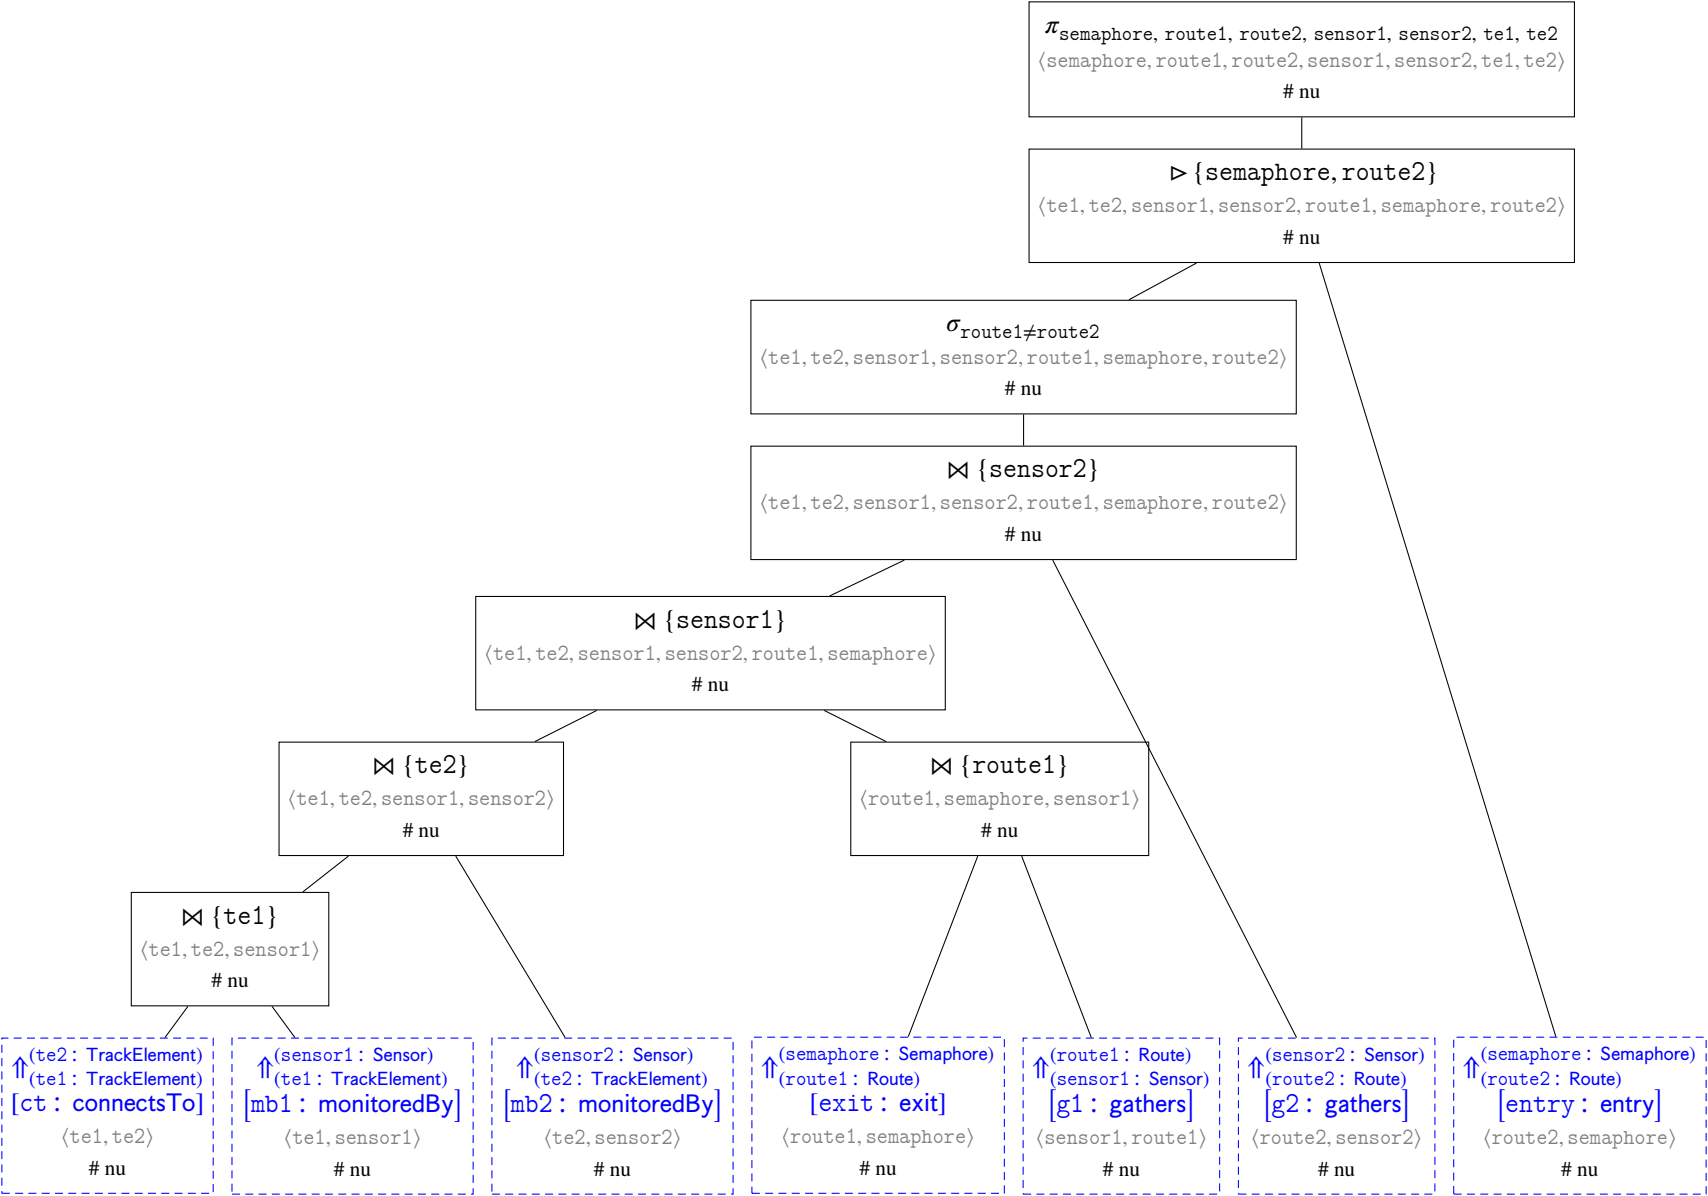 π semaphore, route1, route2, sensor1, sensor2, te1, te2
⟨semaphore, route1, route2, sensor1, sensor2, te1, te2⟩
# nu
▷ {semaphore, route2}
⟨te1, te2, sensor1, sensor2, route1, semaphore, route2⟩
# nu
σ route1≠route2
⟨te1, te2, sensor1, sensor2, route1, semaphore, route2⟩
# nu
⋈ {sensor2}
⟨te1, te2, sensor1, sensor2, route1, semaphore, route2⟩
# nu
⋈ {sensor1}
⟨te1, te2, sensor1, sensor2, route1, semaphore⟩
# nu
⋈ {te2}
⟨te1, te2, sensor1, sensor2⟩
# nu
⋈ {route1}
⟨route1, semaphore, sensor1⟩
# nu
⋈ {te1}
⟨te1, te2, sensor1⟩
# nu
⇑ (te2 : TrackElement)
(te1 : TrackElement)
[ct : connectsTo]
⟨te1, te2⟩
# nu
⇑ (sensor1 : Sensor)
(te1 : TrackElement)
[mb1 : monitoredBy]
⟨te1, sensor1⟩
# nu
⇑ (sensor2 : Sensor)
(te2 : TrackElement)
[mb2 : monitoredBy]
⟨te2, sensor2⟩
# nu
⇑ (semaphore : Semaphore)
(route1 : Route)
[exit : exit]
⟨route1, semaphore⟩
# nu
⇑ (route1 : Route)
(sensor1 : Sensor)
[g1 : gathers]
⟨sensor1, route1⟩
# nu
⇑ (sensor2 : Sensor)
(route2 : Route)
[g2 : gathers]
⟨route2, sensor2⟩
# nu
⇑ (semaphore : Semaphore)
(route2 : Route)
[entry : entry]
⟨route2, semaphore⟩
# nu